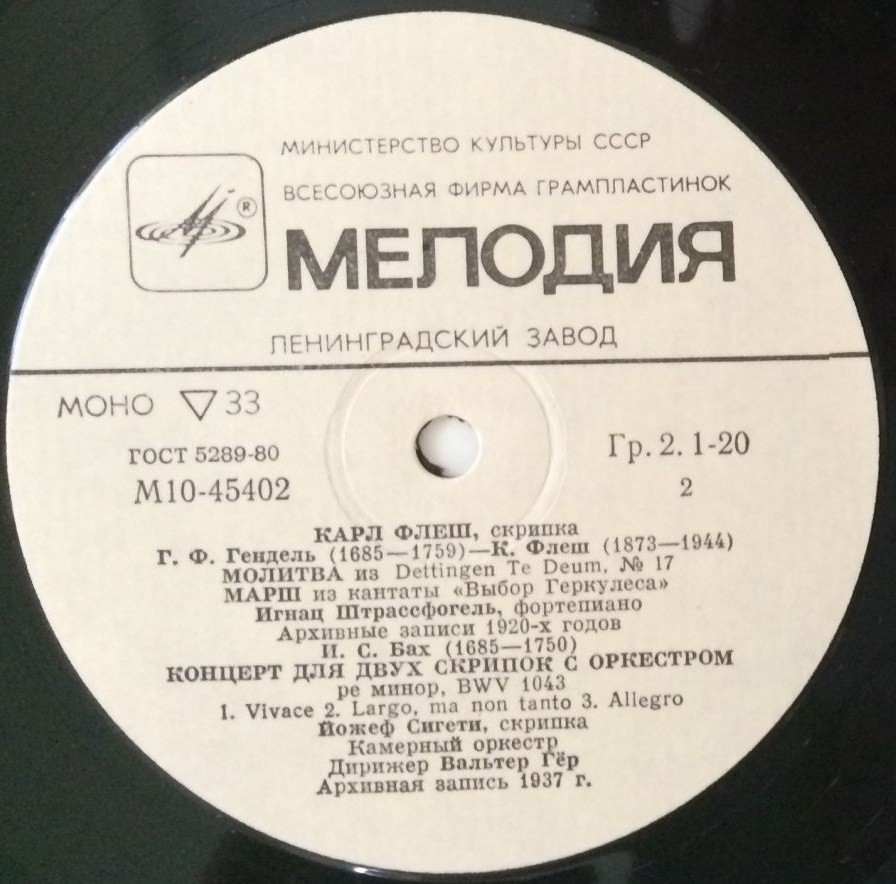 МИНИСТЕРСТВО КУЛЬТУРЫ СССР
ВСЕСОЮЗНАЯ ФИРМА ГРАМПЛАСТИНОК
®
МЕЛОДИЯ
ЛЕНИНГРАДСКИЙ ЗАВОД
МОНО ▽ 33
ГОСТ 5289-80
М10-45402
Гр. 2. 1-20
2
КАРЛ ФЛЕШ, скрипка
Г. Ф. Гендель (1685—1759)—К. Флеш (1873—1944)
МОЛИТВА из Dettingen Te Deum, № 17
МАРШ из кантаты «Выбор Геркулеса»
Игнац Штрассфогель, фортепиано
Архивные записи 1920-х годов
И. С. Бах (1685-1750)
КОНЦЕРТ ДЛЯ ДВУХ СКРИПОК С ОРКЕСТРОМ
ре минор, BWV 1043
1. Vivace 2. Largo, ma non tanto 3. Allegro
Йожеф Сигети, скрипка
Камерный оркестр
Дирижер Вальтер Гёр
Архивная запись 1937 г.